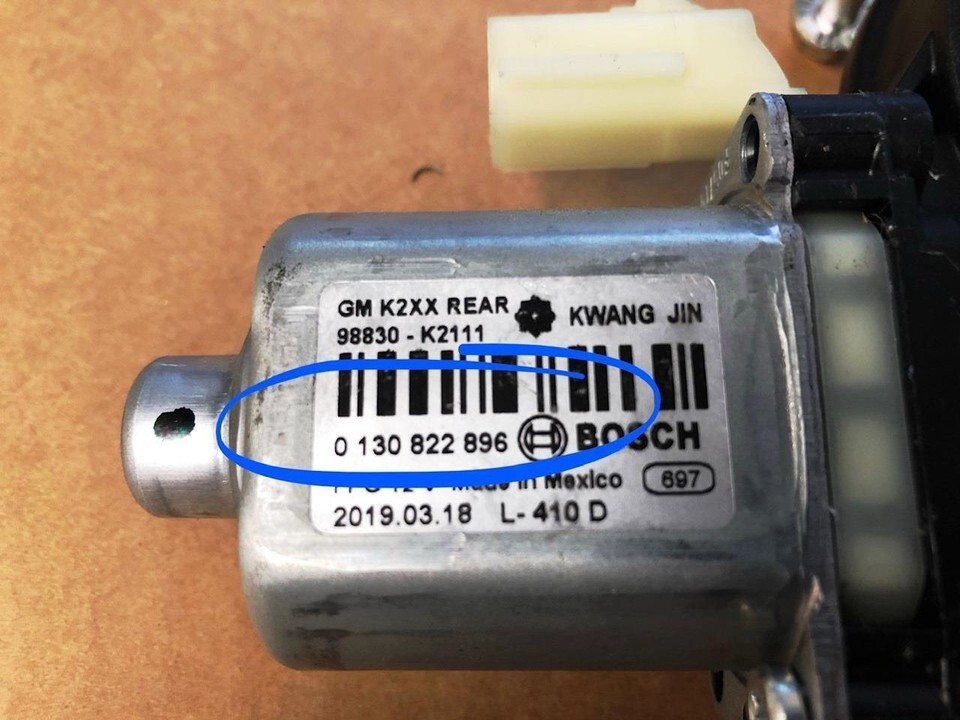 GM K2XX REAR KWANG JIN
98830 - K2111
0 130 822 896 BOSCH
Made in Mexico 697
2019.03.18 L- 410 D